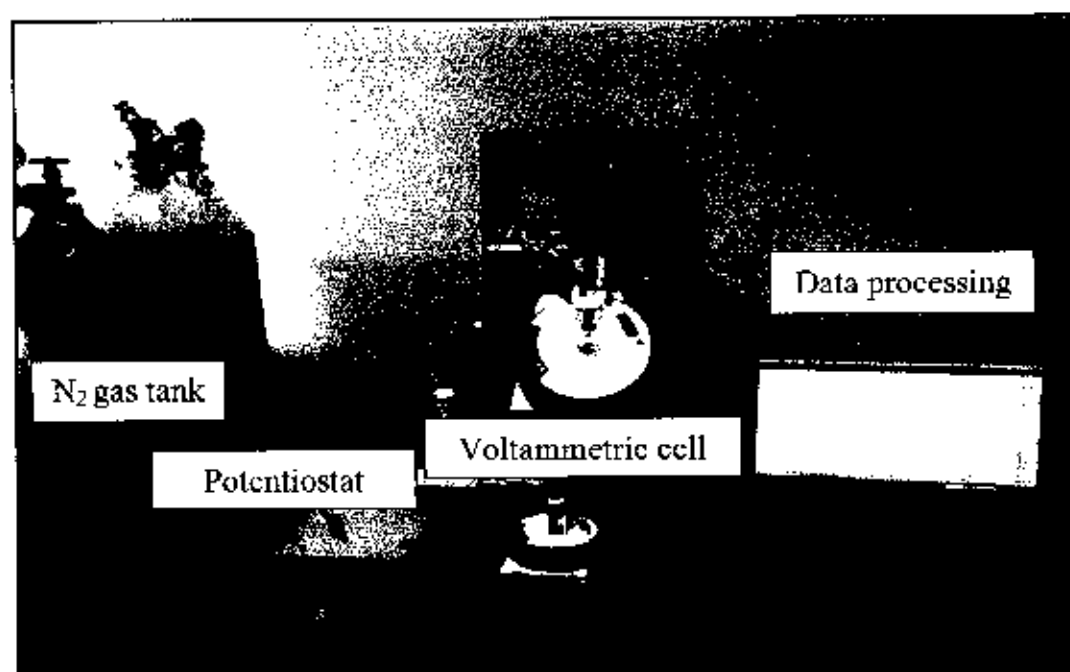 Data processing
N₂ gas tank
Voltammetric cell
Potentiostat